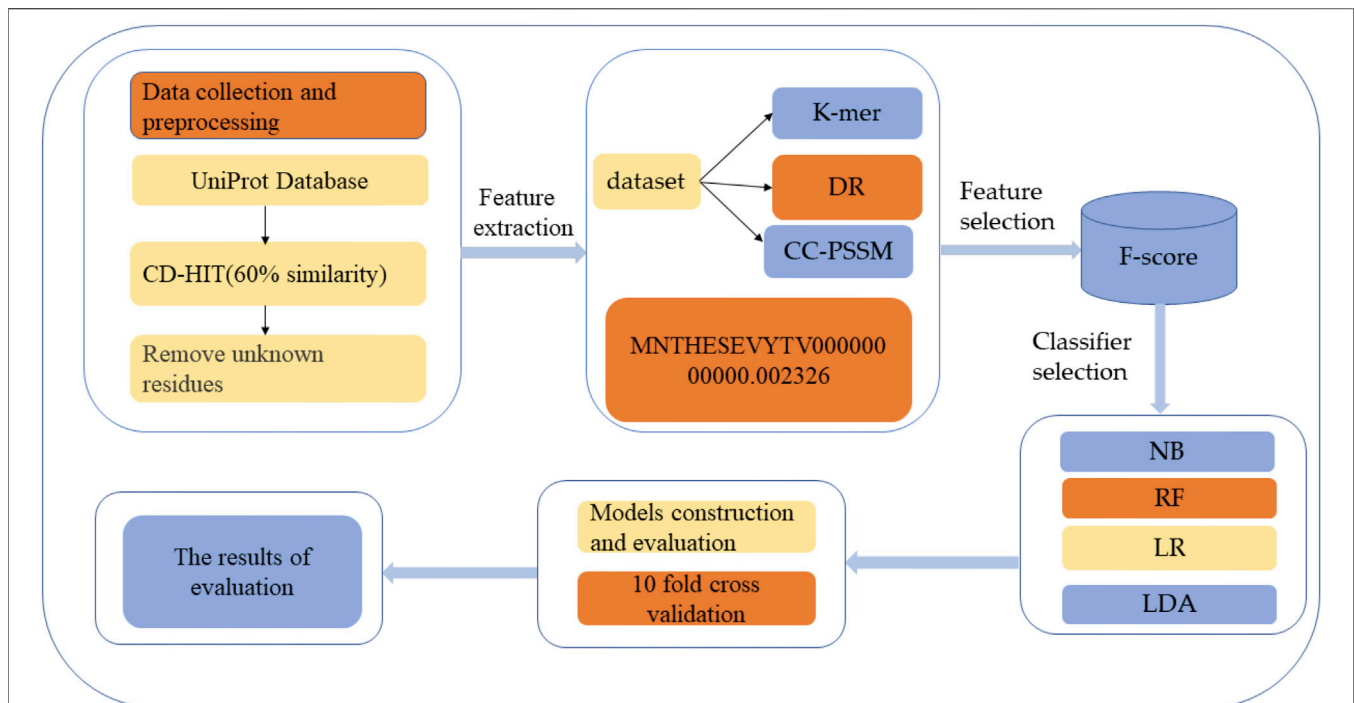 Data collection and
preprocessing
UniProt Database
CD-HIT(60% similarity)
Remove unknown
residues
Feature
extraction
dataset
K-mer
DR
CC-PSSM
MNTHESEVYTV000000
00000.002326
Feature
selection
F-score
Classifier
selection
NB
RF
LR
LDA
Models construction
and evaluation
10 fold cross
validation
The results of
evaluation